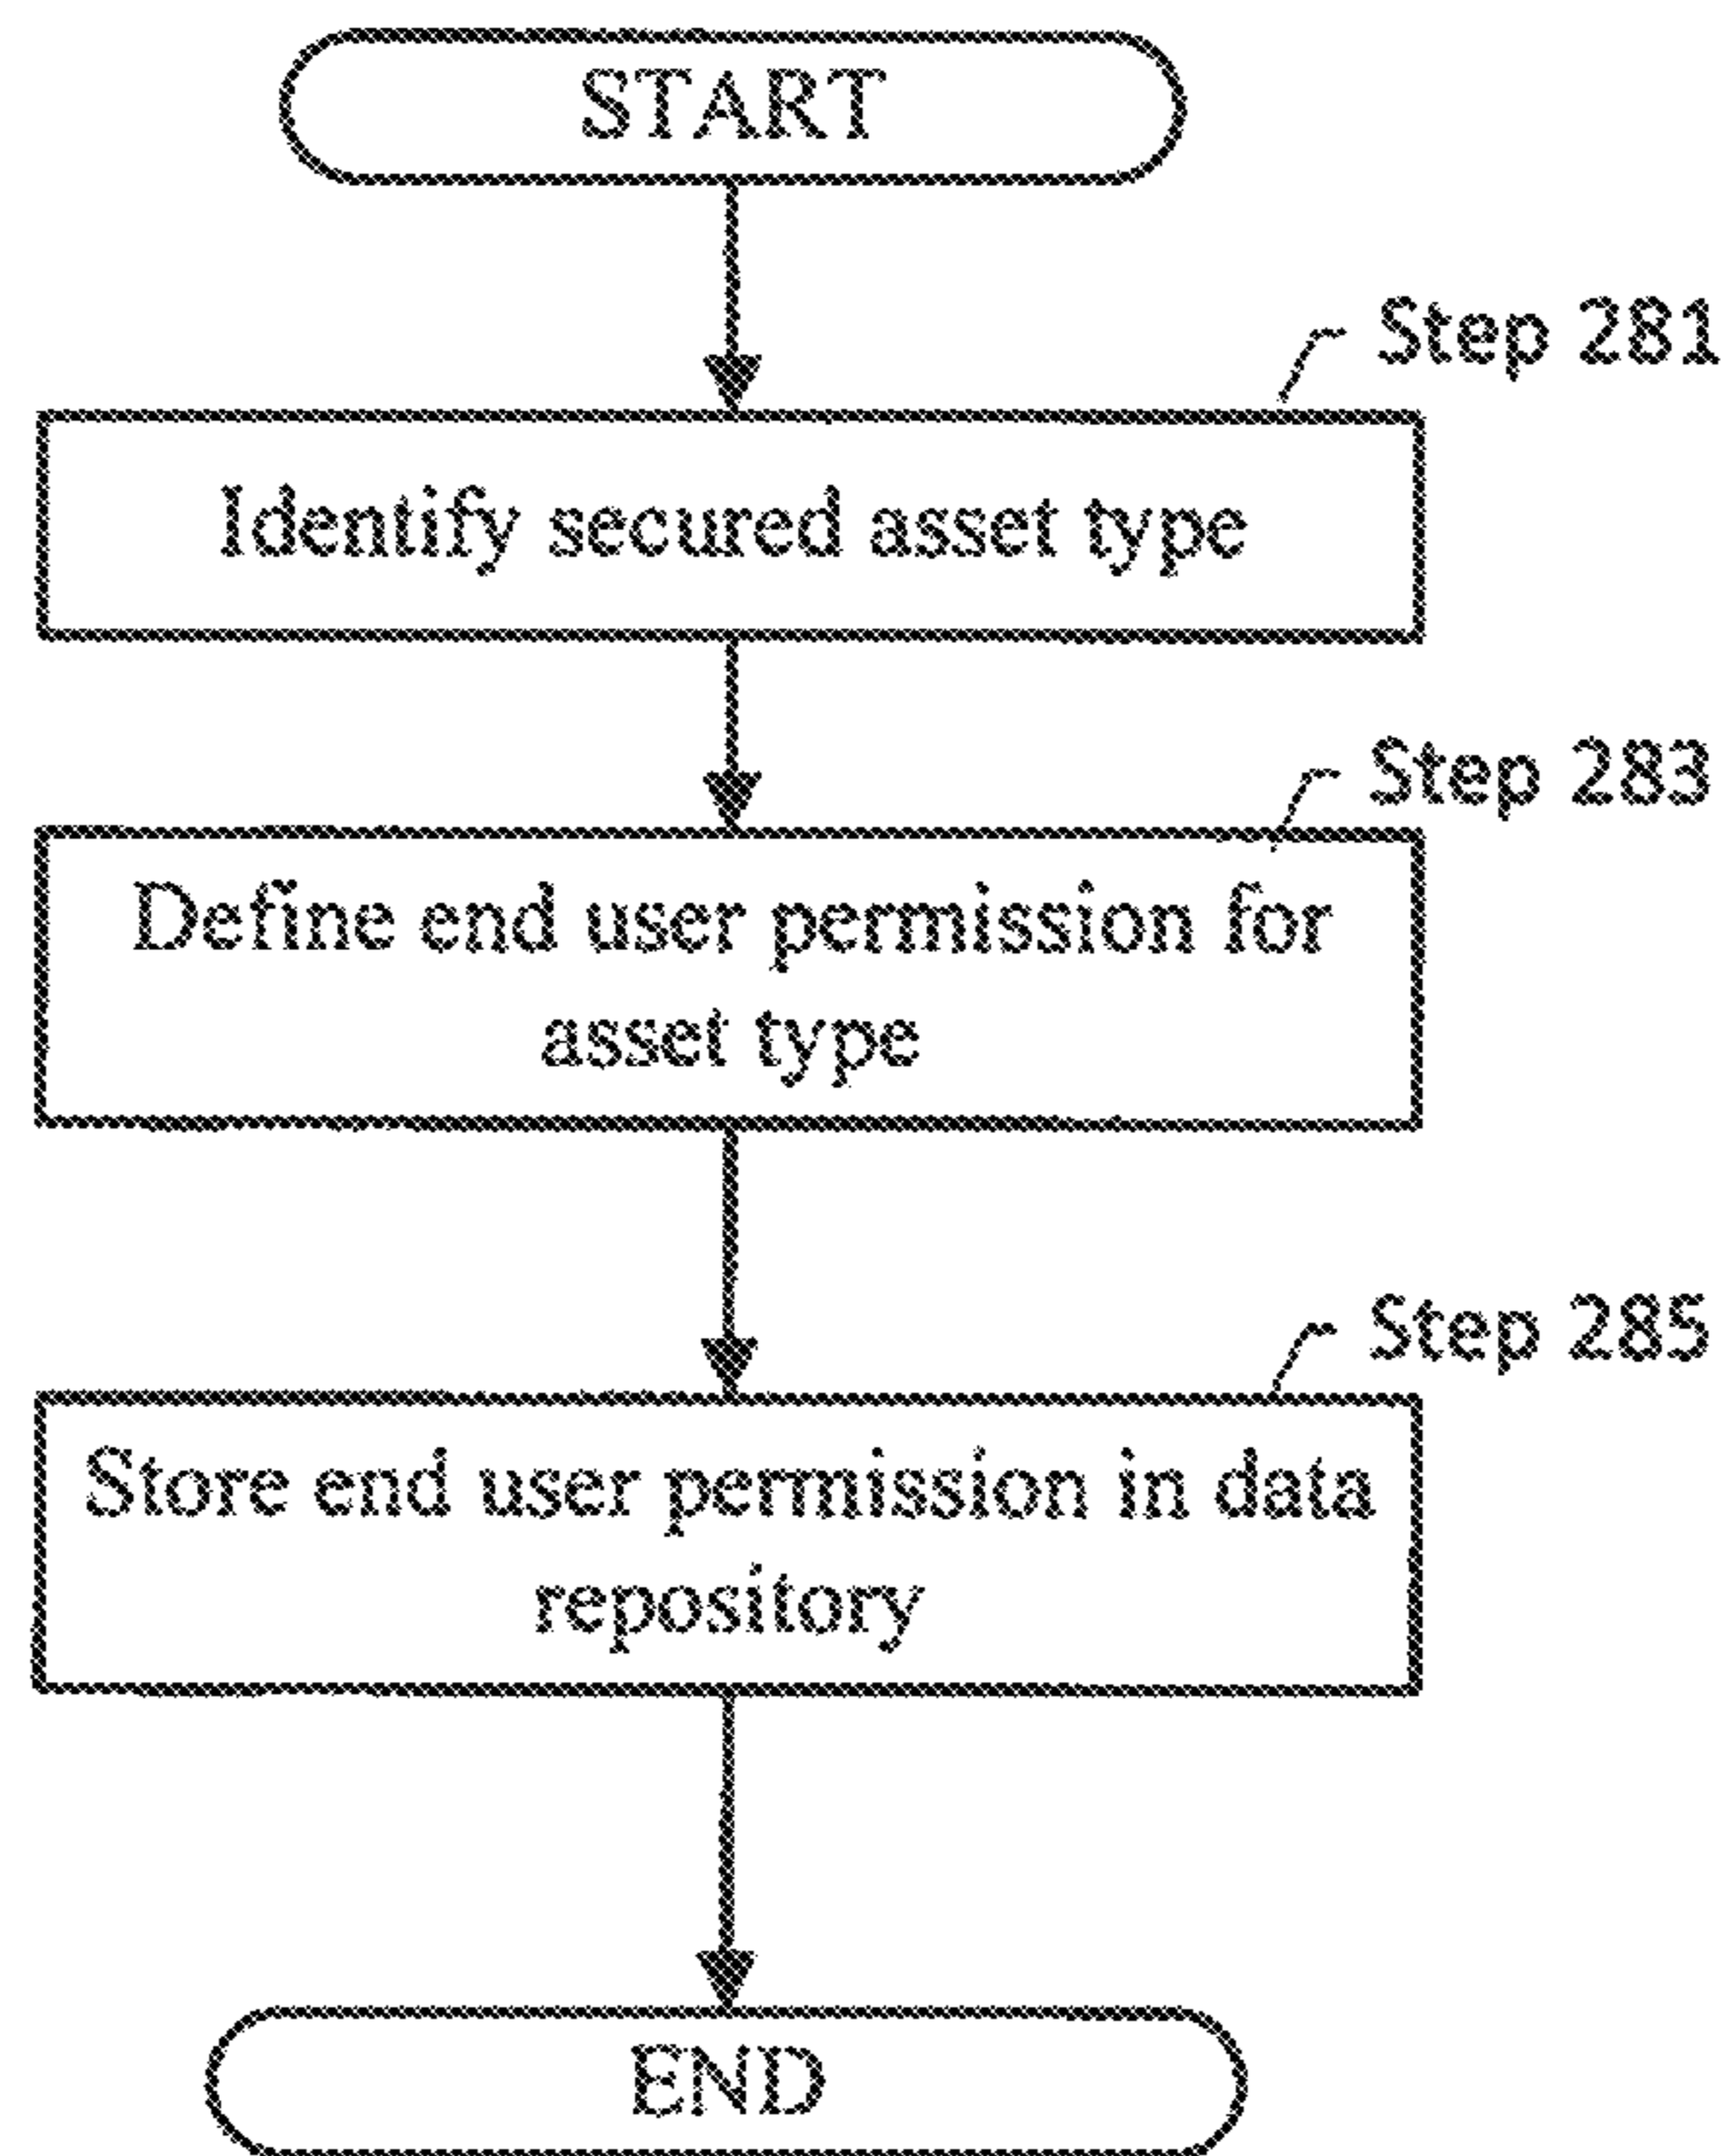 START
Step 281
Identify secured asset type
Step 283
Define end user permission for
asset type
Step 285
Store end user permission in data
repository
END